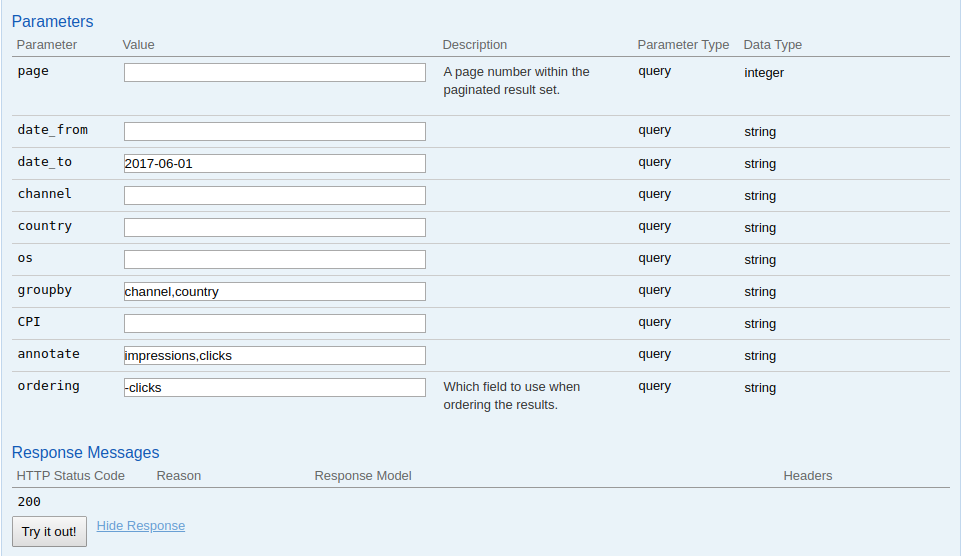 Parameters
Parameter Value Description Parameter Type Data Type
page A page number within the paginated result set. query integer
date_from query string
date_to 2017-06-01 query string
channel query string
country query string
os query string
groupby channel,country query string
CPI query string
annotate impressions,clicks query string
ordering -clicks Which field to use when ordering the results. query string
Response Messages
HTTP Status Code Reason Response Model Headers
200
Try it out! Hide Response